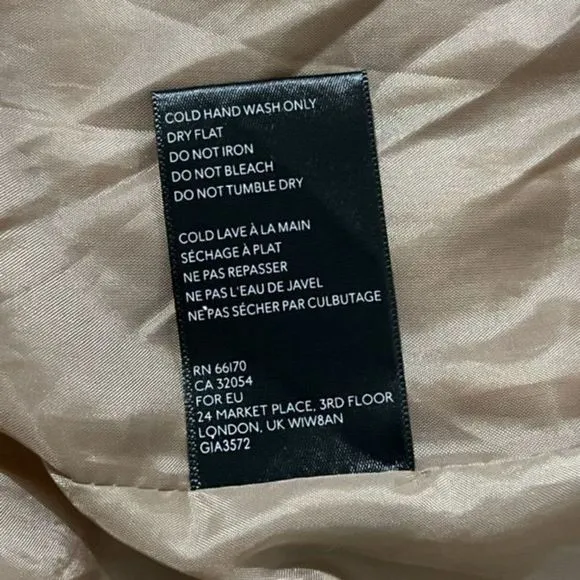 COLD HAND WASH ONLY
DRY FLAT
DO NOT IRON
DO NOT BLEACH
DO NOT TUMBLE DRY
COLD LAVE À LA MAIN
SÉCHAGE À PLAT
NE PAS REPASSER
NE PAS L'EAU DE JAVEL
NE PAS SÉCHER PAR CULBUTAGE
RN 66170
CA 32054
FOR EU
24 MARKET PLACE, 3RD FLOOR
LONDON, UK W1W8AN
G1A3572